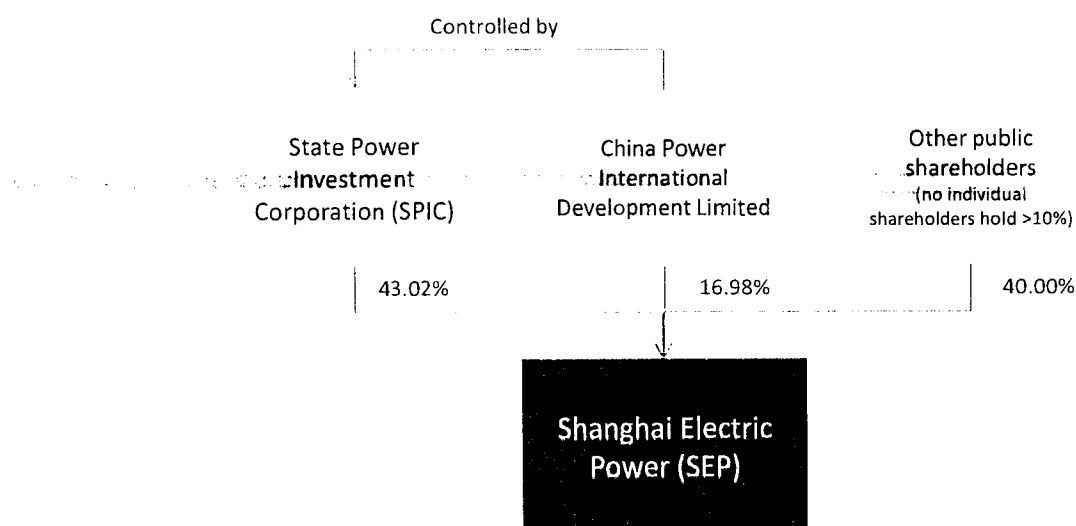 Controlled by
State Power
Investment
Corporation (SPIC)
China Power
International
Development Limited
Other public
shareholders
(no individual
shareholders hold >10%)
43.02%
16.98%
40.00%
Shanghai Electric
Power (SEP)